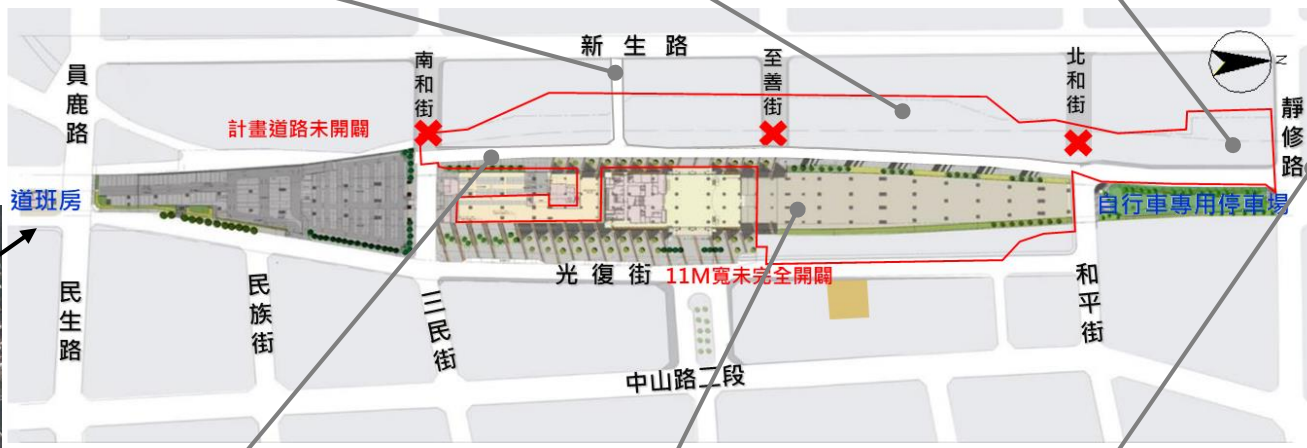 新生路
員鹿路
南和街
至善街
北和街
N
靜修路
計畫道路未開闢
道班房
自行車專用停車場
光復街
11M寬未完全開闢
民生路
民族街
三民街
和平街
中山路二段